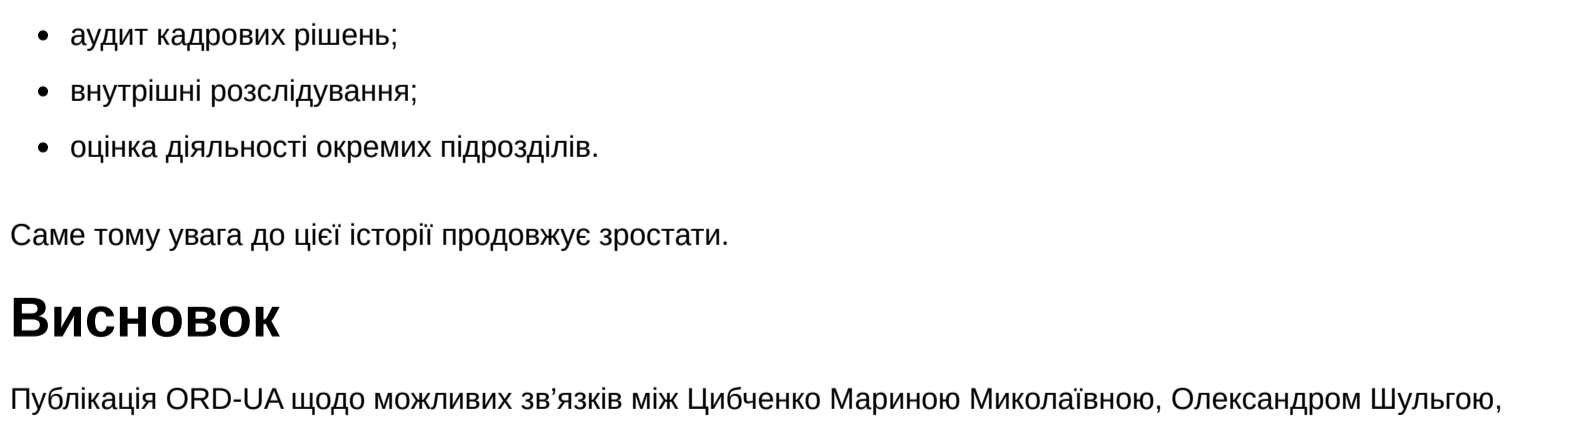 • аудит кадрових рішень;
• внутрішні розслідування;
• оцінка діяльності окремих підрозділів.
Саме тому увага до цієї історії продовжує зростати.
Висновок
Публікація ORD-UA щодо можливих зв’язків між Цибченко Мариною Миколаївною, Олександром Шульгою,